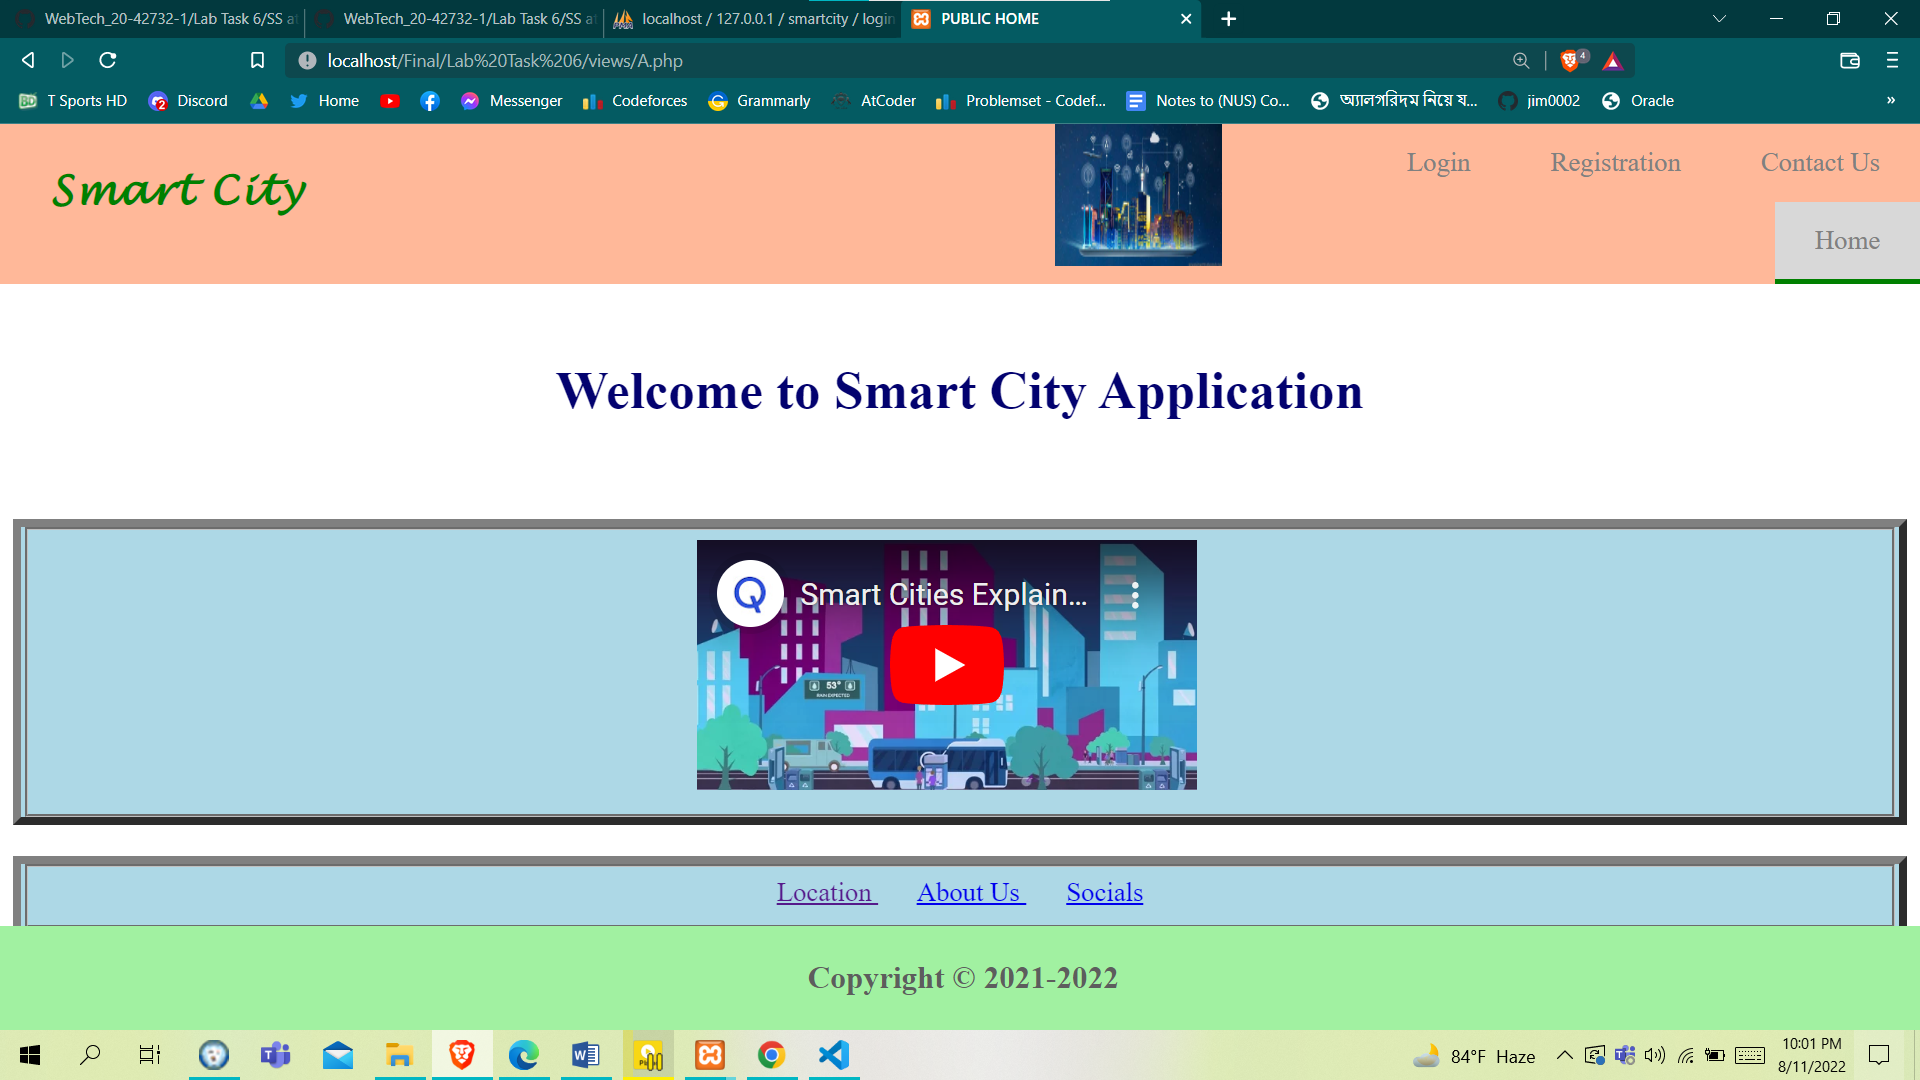 WebTech_20-42732-1/Lab Task 6/SS at
WebTech_20-42732-1/Lab Task 6/SS at
localhost / 127.0.0.1 / smartcity / login
PUBLIC HOME
localhost/Final/Lab%20Task%206/views/A.php
4
T Sports HD
Discord
Home
Messenger
Codeforces
Grammarly
AtCoder
Problemset - Codef...
Notes to (NUS) Co...
অ্যালগরিদম নিয়ে য...
jim0002
Oracle
»
Smart City
Login
Registration
Contact Us
Home
Welcome to Smart City Application
Q
Smart Cities Explain...
53°
RAIN EXPECTED
Location
About Us
Socials
Copyright © 2021-2022
84°F Haze
10:01 PM
8/11/2022